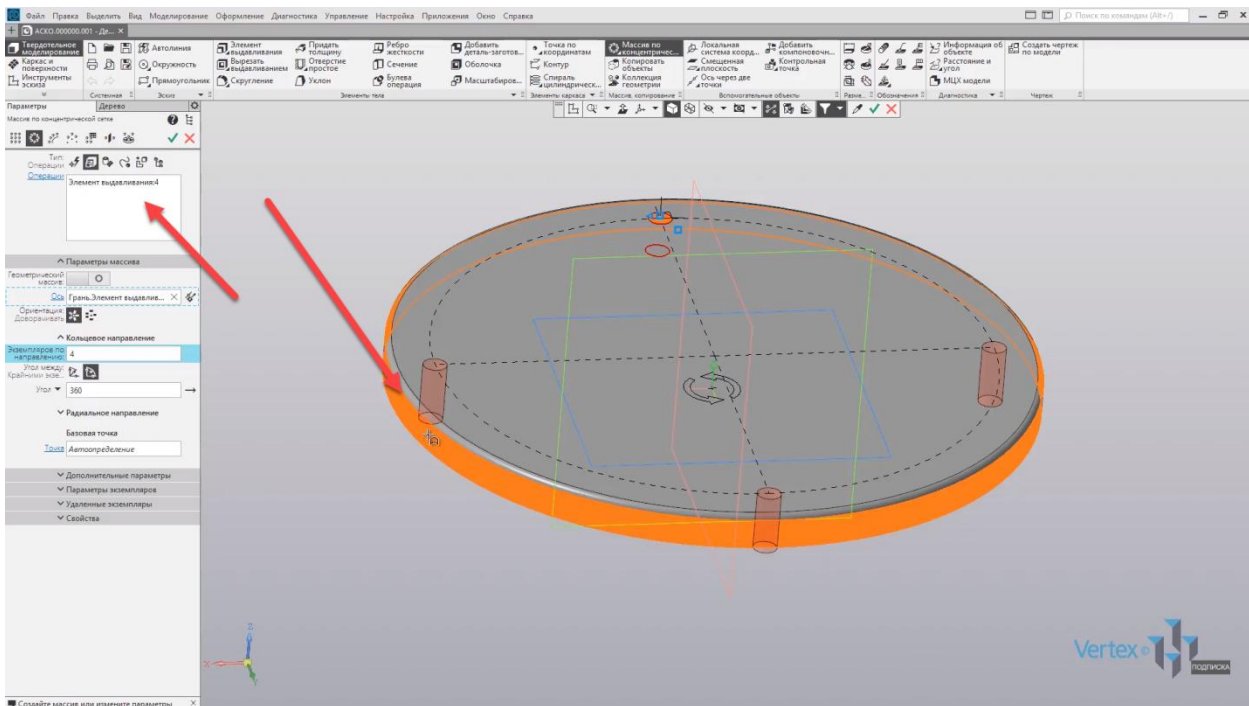 Файл Правка Выделить Вид Моделирование Оформление Диагностика Управление Настройка Приложения Окно Справка
Поиск по командам (Alt+/)
АСКО.000000.001 - Де...
Твердотельное моделирование
Каркас и поверхности
Инструменты эскиза
Системная
Автолиния
Окружность
Прямоугольник
Эскиз
Элемент выдавливания
Вырезать выдавливанием
Скругление
Придать толщину
Отверстие простое
Уклон
Ребро жесткости
Сечение
Булева операция
Добавить деталь-заготов...
Оболочка
Масштабиров...
Элементы тела
Точка по координатам
Контур
Спираль цилиндрическ...
Элементы каркаса
Массив по концентричес...
Копировать объекты
Коллекция геометрии
Массив, копирование
Локальная система коорд...
Смещенная плоскость
Ось через две точки
Добавить компоновочн...
Контрольная точка
Вспомогательные объекты
Разме...
Обозначения
Информация об объекте
Расстояние и угол
МЦХ модели
Диагностика
Создать чертеж по модели
Чертеж
Параметры
Дерево
Массив по концентрической сетке
Тип:
Операции
Операции
Элемент выдавливания:4
Параметры массива
Геометрический массив:
Ось
Грань.Элемент выдавлив...
Ориентация:
Доворачивать
Кольцевое направление
Экземпляров по направлению:
4
Угол между:
Крайними экзе...
Угол
360
Радиальное направление
Базовая точка
Точка
Автоопределение
Дополнительные параметры
Параметры экземпляров
Удаленные экземпляры
Свойства
Z
X
Y
Vertex
ПОДПИСКА
Создайте массив или измените параметры